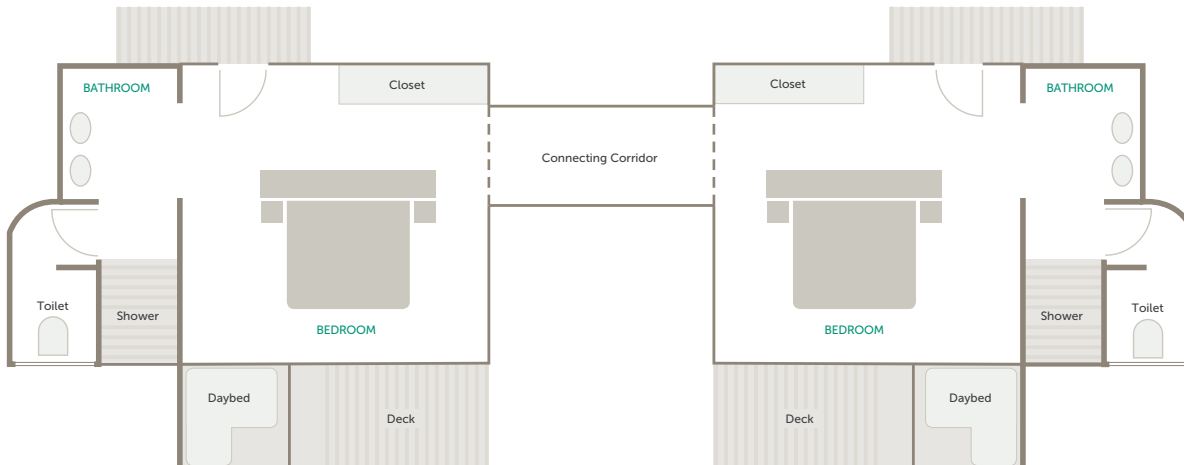 BATHROOM
Closet
Closet
BATHROOM
Connecting Corridor
Toilet
Shower
BEDROOM
BEDROOM
Shower
Toilet
Daybed
Deck
Deck
Daybed